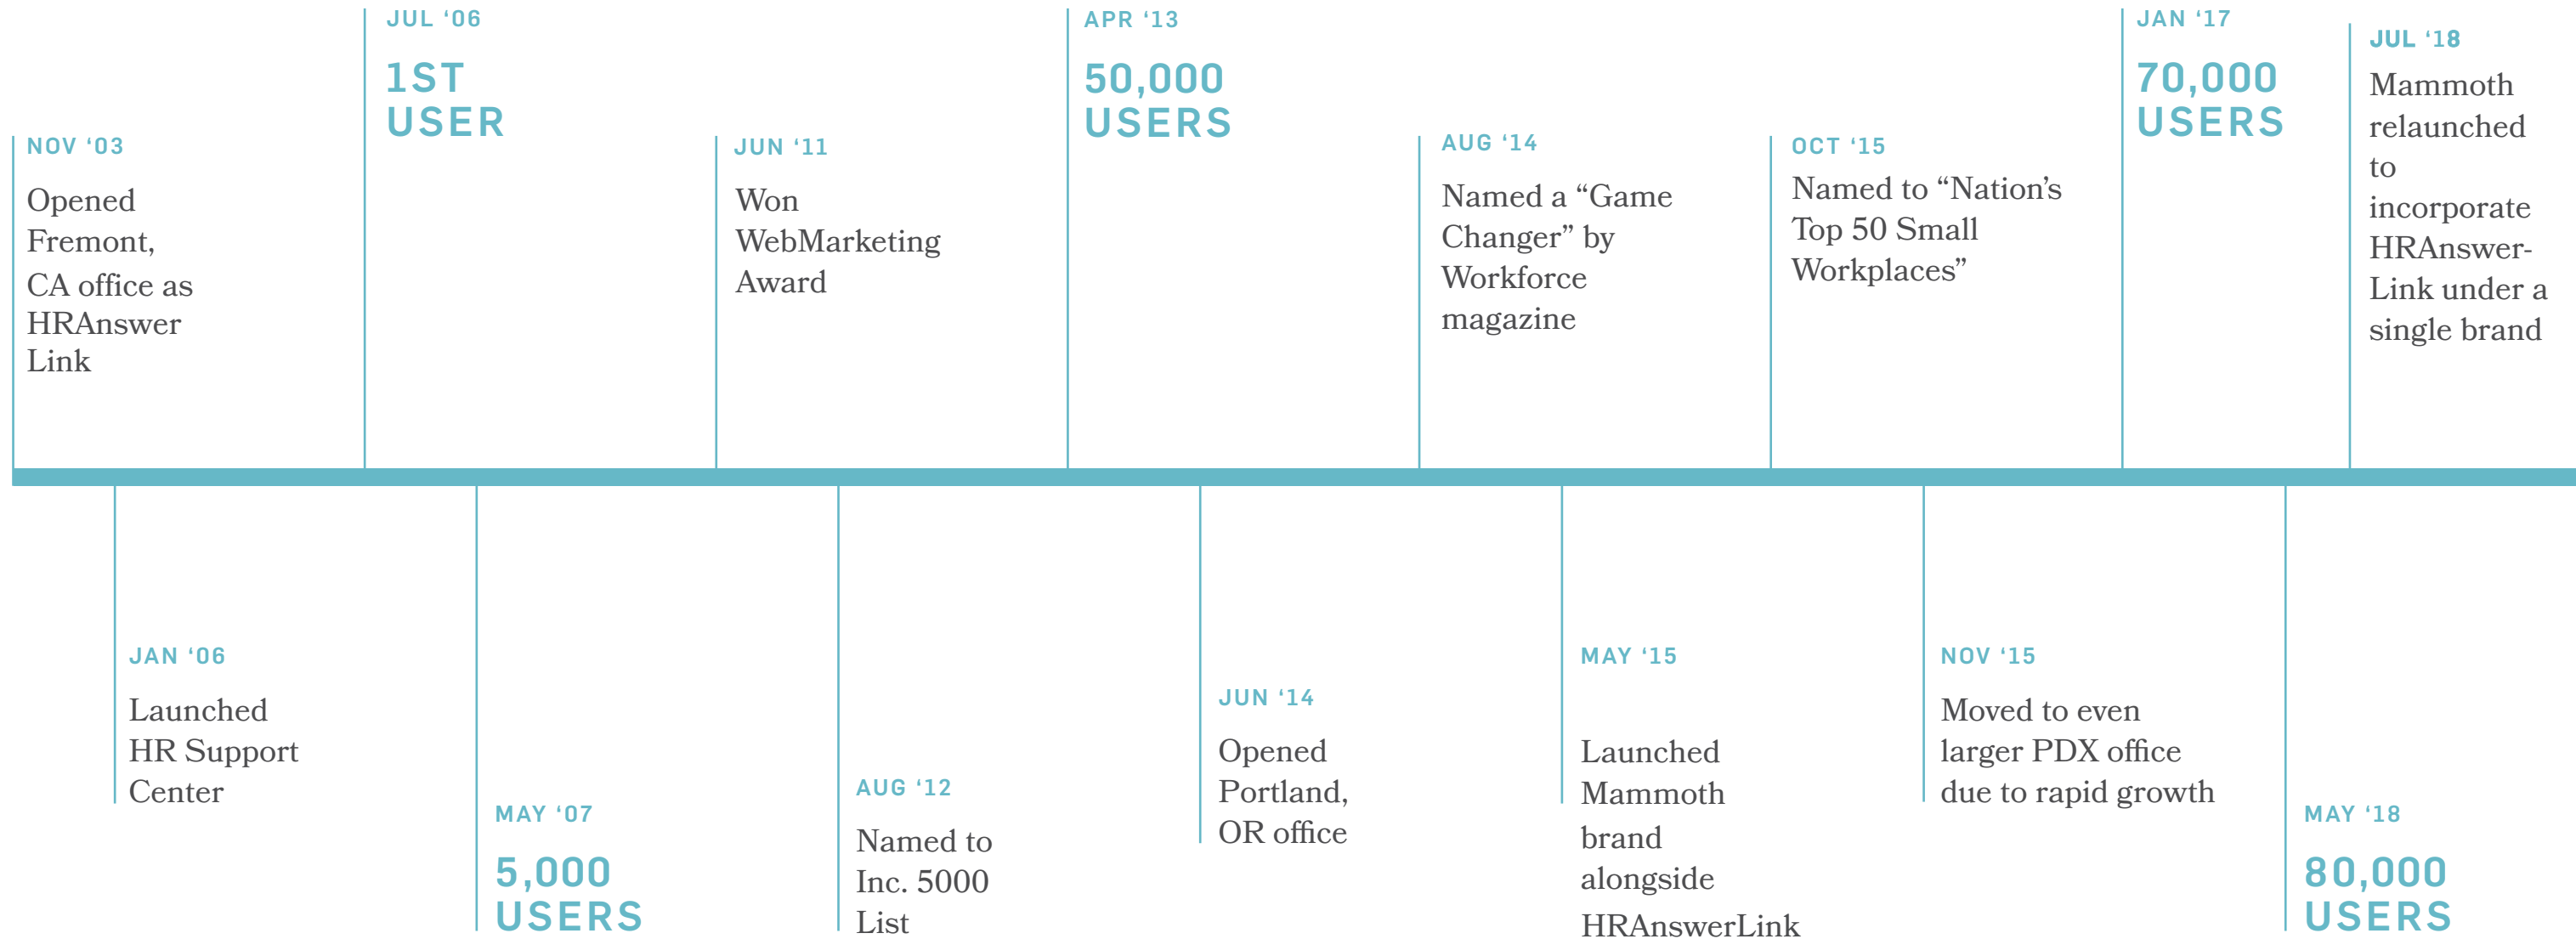 NOV ‘03
Opened
Fremont,
CA office as
HRAnswer
Link
JAN ‘06
Launched
HR Support
Center
JUL ‘06
1ST
USER
MAY ‘07
5,000
USERS
JUN ‘11
Won
WebMarketing
Award
AUG ‘12
Named to
Inc. 5000
List
APR ‘13
50,000
USERS
JUN ‘14
Opened
Portland,
OR office
AUG ‘14
Named a “Game
Changer” by
Workforce
magazine
MAY ‘15
Launched
Mammoth
brand
alongside
HRAnswerLink
OCT ‘15
Named to “Nation’s
Top 50 Small
Workplaces”
NOV ‘15
Moved to even
larger PDX office
due to rapid growth
JAN ‘17
70,000
USERS
MAY ‘18
80,000
USERS
JUL ‘18
Mammoth
relaunched
to
incorporate
HRAnswer-
Link under a
single brand